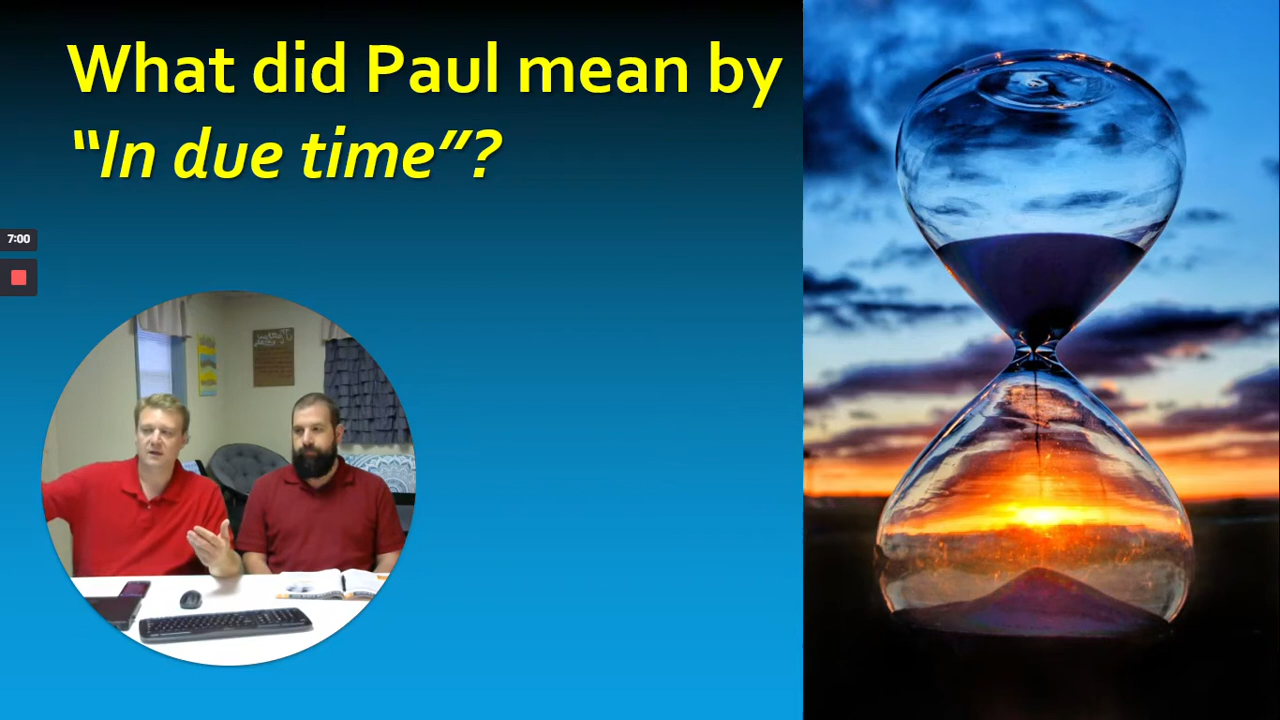 What did Paul mean by
“In due time”?
7:00